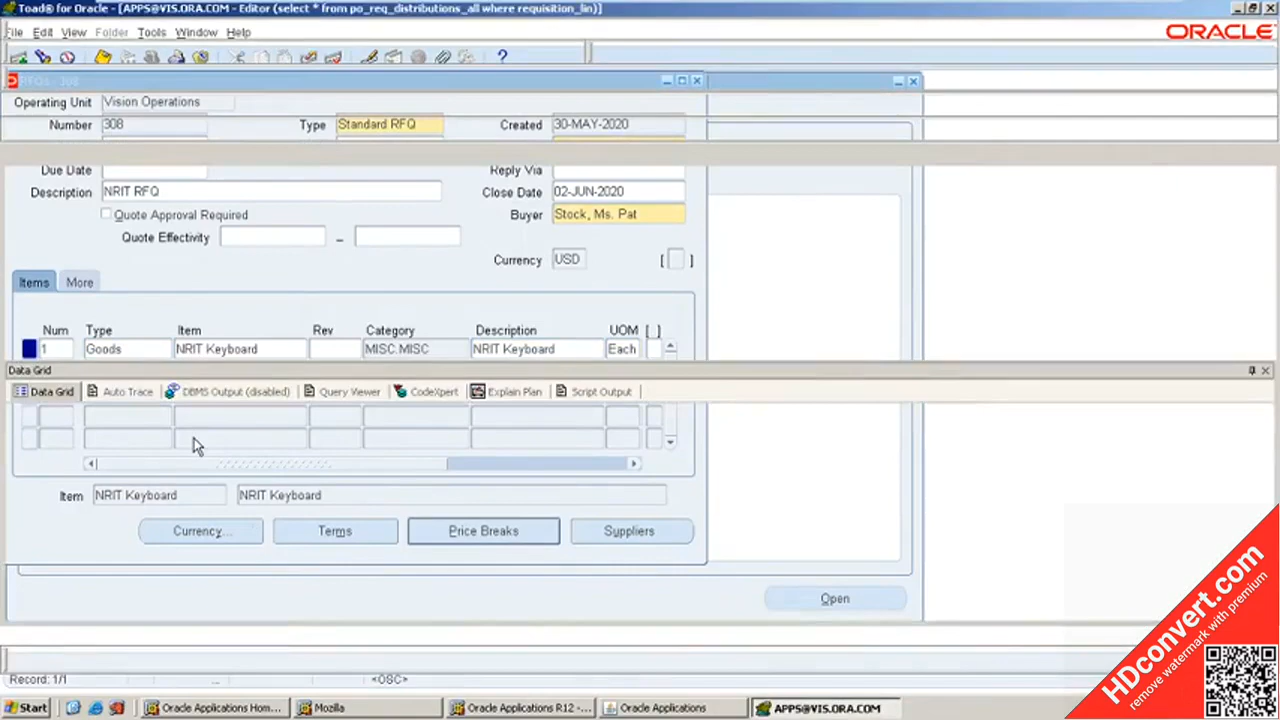 Toad® for Oracle - [APPS@VIS.ORA.COM - Editor (select * from po_req_distributions_all where requisition_lin)]
File Edit View Folder Tools Window Help
ORACLE
Operating Unit Vision Operations
Number 308 Type Standard RFQ Created 30-MAY-2020
Due Date Reply Via
Description NRIT RFQ Close Date 02-JUN-2020
Quote Approval Required Buyer Stock, Ms. Pat
Quote Effectivity –
Currency USD [ ]
Items More
Num Type Item Rev Category Description UOM [ ]
1 Goods NRIT Keyboard MISC.MISC NRIT Keyboard Each
Data Grid
Data Grid Auto Trace DBMS Output (disabled) Query Viewer CodeXpert Explain Plan Script Output
Item NRIT Keyboard NRIT Keyboard
Currency... Terms Price Breaks Suppliers
Open
Record: 1/1 ... <OSC>
Start Oracle Applications Hom... Mozilla Oracle Applications R12 -... Oracle Applications APPS@VIS.ORA.COM
HDconvert.com
remove watermark with premium